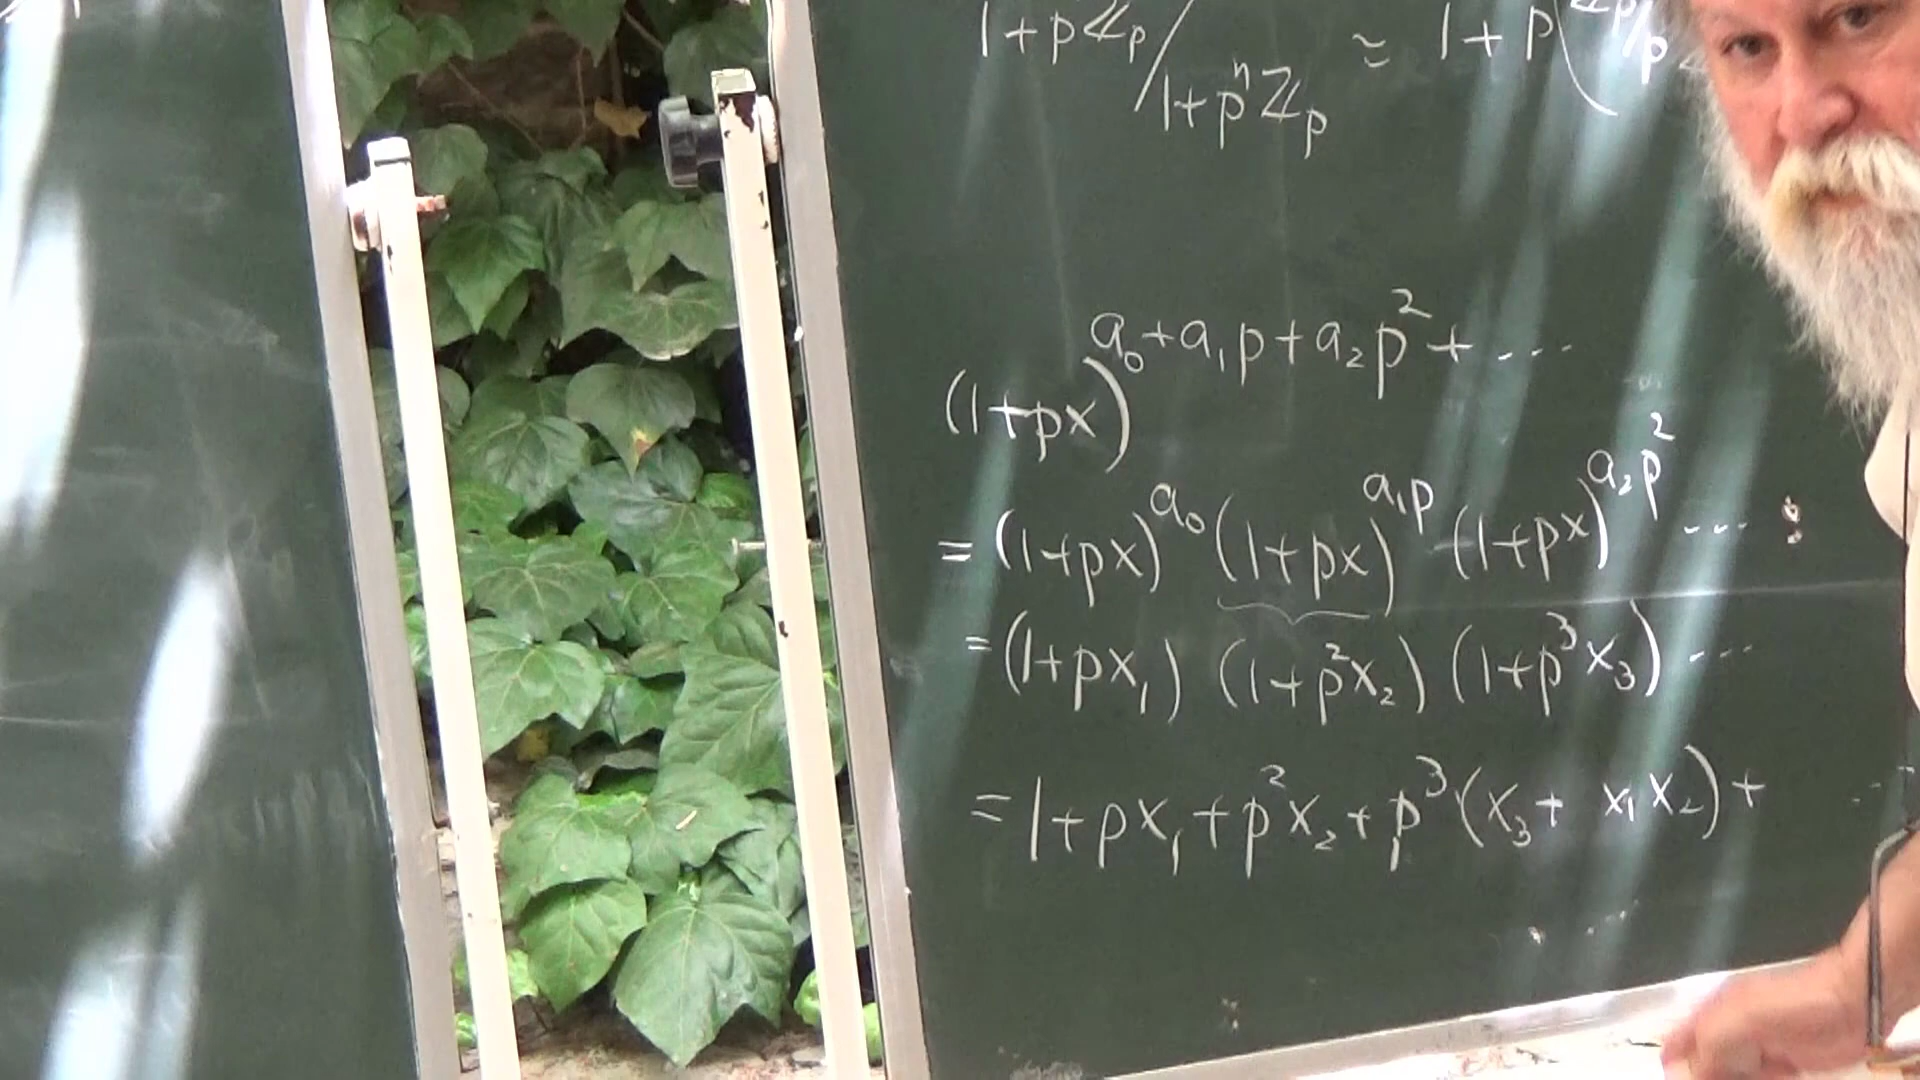 1+pℤₚ/1+pⁿℤₚ ≈ 1+p(ℤₚ/p
(1+px)^{a₀+a₁p+a₂p²+...}
=(1+px)^{a₀}(1+px)^{a₁p}(1+px)^{a₂p²}... :
=(1+px₁)(1+p²x₂)(1+p³x₃)...
=1+px₁+p²x₂+p³(x₃+x₁x₂)+ ...